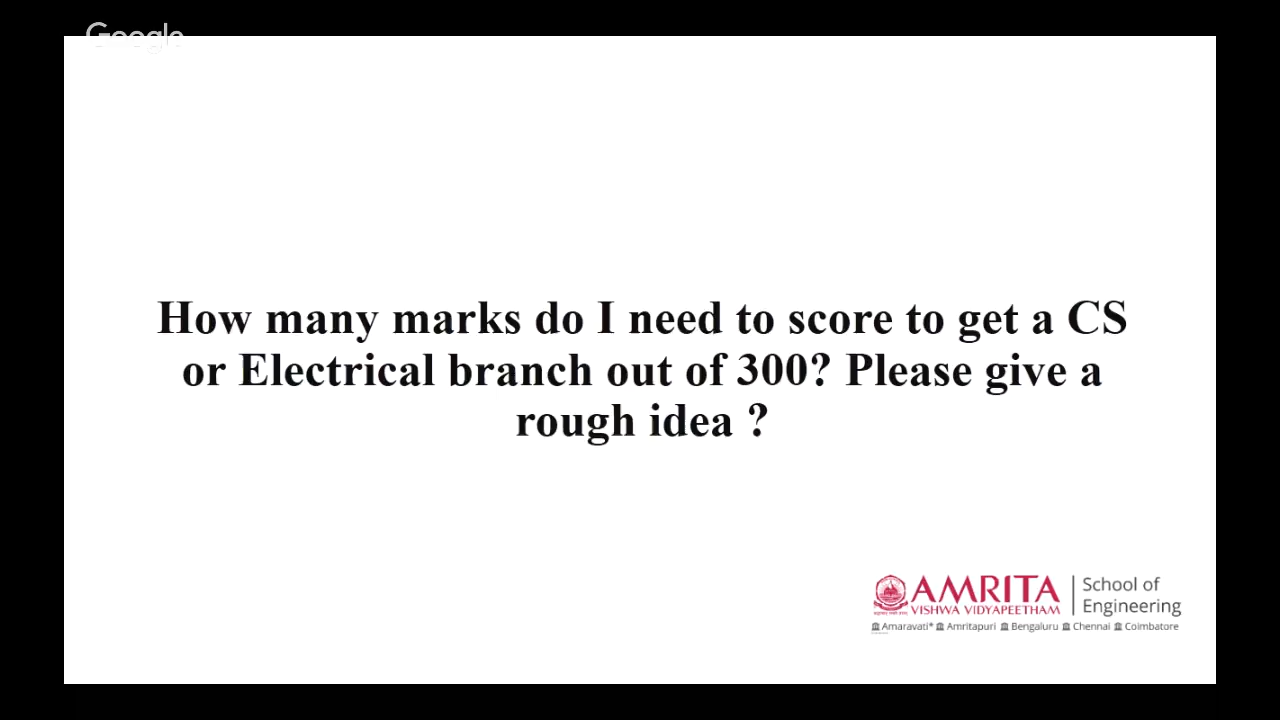 Google
How many marks do I need to score to get a CS
or Electrical branch out of 300? Please give a
rough idea ?
AMRITA
VISHWA VIDYAPEETHAM
School of
Engineering
Amaravati* Amritapuri Bengaluru Chennai Coimbatore